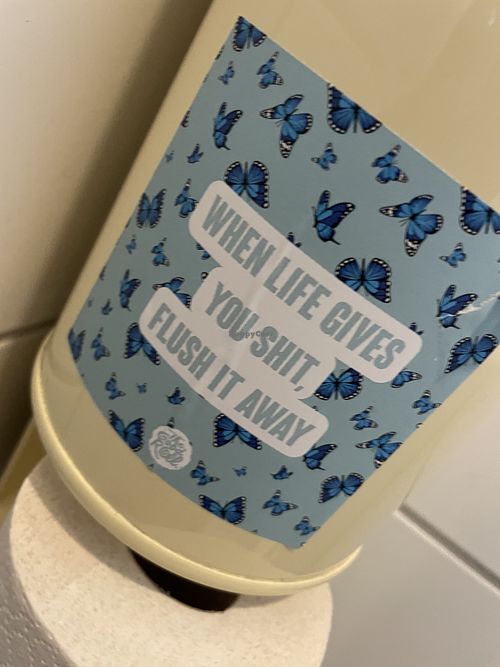 WHEN LIFE GIVES
YOU SHIT,
FLUSH IT AWAY